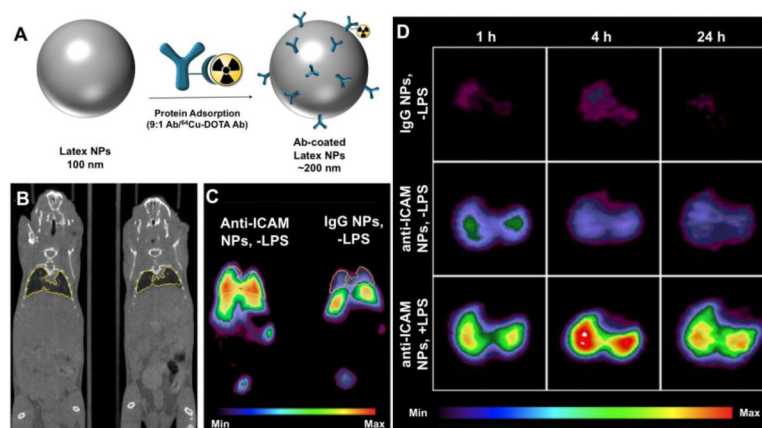 A
Latex NPs
100 nm
Protein Adsorption
(9:1 Ab/⁶⁴Cu-DOTA Ab)
Ab-coated
Latex NPs
~200 nm
B
C
Anti-ICAM
NPs, -LPS
IgG NPs,
-LPS
Min
Max
D
1 h
4 h
24 h
IgG NPs,
-LPS
anti-ICAM
NPs, -LPS
anti-ICAM
NPs, +LPS
Min
Max